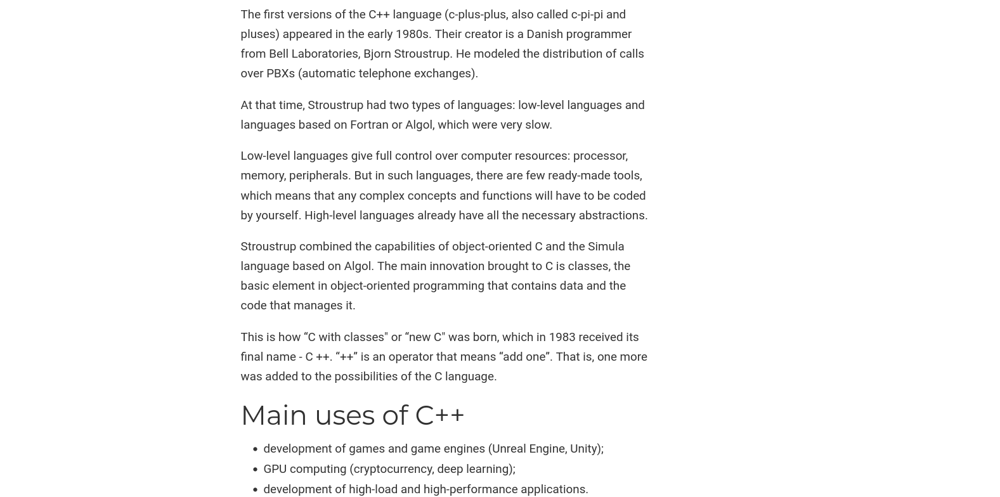 The first versions of the C++ language (c-plus-plus, also called c-pi-pi and
pluses) appeared in the early 1980s. Their creator is a Danish programmer
from Bell Laboratories, Bjorn Stroustrup. He modeled the distribution of calls
over PBXs (automatic telephone exchanges).
At that time, Stroustrup had two types of languages: low-level languages and
languages based on Fortran or Algol, which were very slow.
Low-level languages give full control over computer resources: processor,
memory, peripherals. But in such languages, there are few ready-made tools,
which means that any complex concepts and functions will have to be coded
by yourself. High-level languages already have all the necessary abstractions.
Stroustrup combined the capabilities of object-oriented C and the Simula
language based on Algol. The main innovation brought to C is classes, the
basic element in object-oriented programming that contains data and the
code that manages it.
This is how “C with classes" or “new C" was born, which in 1983 received its
final name - C ++. “++” is an operator that means “add one”. That is, one more
was added to the possibilities of the C language.
Main uses of C++
• development of games and game engines (Unreal Engine, Unity);
• GPU computing (cryptocurrency, deep learning);
• development of high-load and high-performance applications.